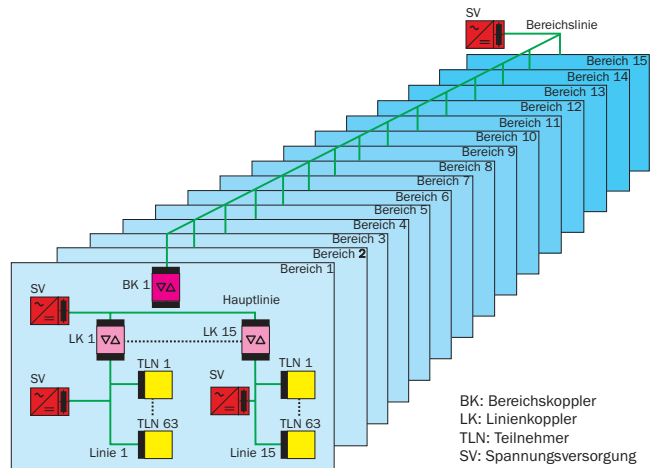 SV
Bereichslinie
Bereich 15
Bereich 14
Bereich 13
Bereich 12
Bereich 11
Bereich 10
Bereich 9
Bereich 8
Bereich 7
Bereich 6
Bereich 5
Bereich 4
Bereich 3
Bereich 2
Bereich 1
BK 1
SV
Hauptlinie
LK 1
LK 15
SV
TLN 1
SV
TLN 1
TLN 63
TLN 63
Linie 1
Linie 15
BK: Bereichskoppler
LK: Linienkoppler
TLN: Teilnehmer
SV: Spannungsversorgung